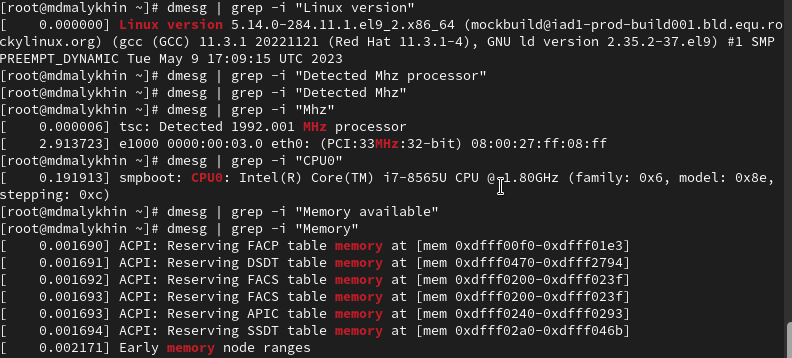 [root@mdmalykhin ~]# dmesg | grep -i "Linux version"
[    0.000000] Linux version 5.14.0-284.11.1.el9_2.x86_64 (mockbuild@iad1-prod-build001.bld.equ.ro
ckylinux.org) (gcc (GCC) 11.3.1 20221121 (Red Hat 11.3.1-4), GNU ld version 2.35.2-37.el9) #1 SMP
PREEMPT_DYNAMIC Tue May 9 17:09:15 UTC 2023
[root@mdmalykhin ~]# dmesg | grep -i "Detected Mhz processor"
[root@mdmalykhin ~]# dmesg | grep -i "Detected Mhz"
[root@mdmalykhin ~]# dmesg | grep -i "Mhz"
[    0.000006] tsc: Detected 1992.001 MHz processor
[    2.913723] e1000 0000:00:03.0 eth0: (PCI:33MHz:32-bit) 08:00:27:ff:08:ff
[root@mdmalykhin ~]# dmesg | grep -i "CPU0"
[    0.191913] smpboot: CPU0: Intel(R) Core(TM) i7-8565U CPU @ 1.80GHz (family: 0x6, model: 0x8e,
stepping: 0xc)
[root@mdmalykhin ~]# dmesg | grep -i "Memory available"
[root@mdmalykhin ~]# dmesg | grep -i "Memory"
[    0.001690] ACPI: Reserving FACP table memory at [mem 0xdfff00f0-0xdfff01e3]
[    0.001691] ACPI: Reserving DSDT table memory at [mem 0xdfff0470-0xdfff2794]
[    0.001692] ACPI: Reserving FACS table memory at [mem 0xdfff0200-0xdfff023f]
[    0.001693] ACPI: Reserving FACS table memory at [mem 0xdfff0200-0xdfff023f]
[    0.001693] ACPI: Reserving APIC table memory at [mem 0xdfff0240-0xdfff0293]
[    0.001694] ACPI: Reserving SSDT table memory at [mem 0xdfff02a0-0xdfff046b]
[    0.002171] Early memory node ranges